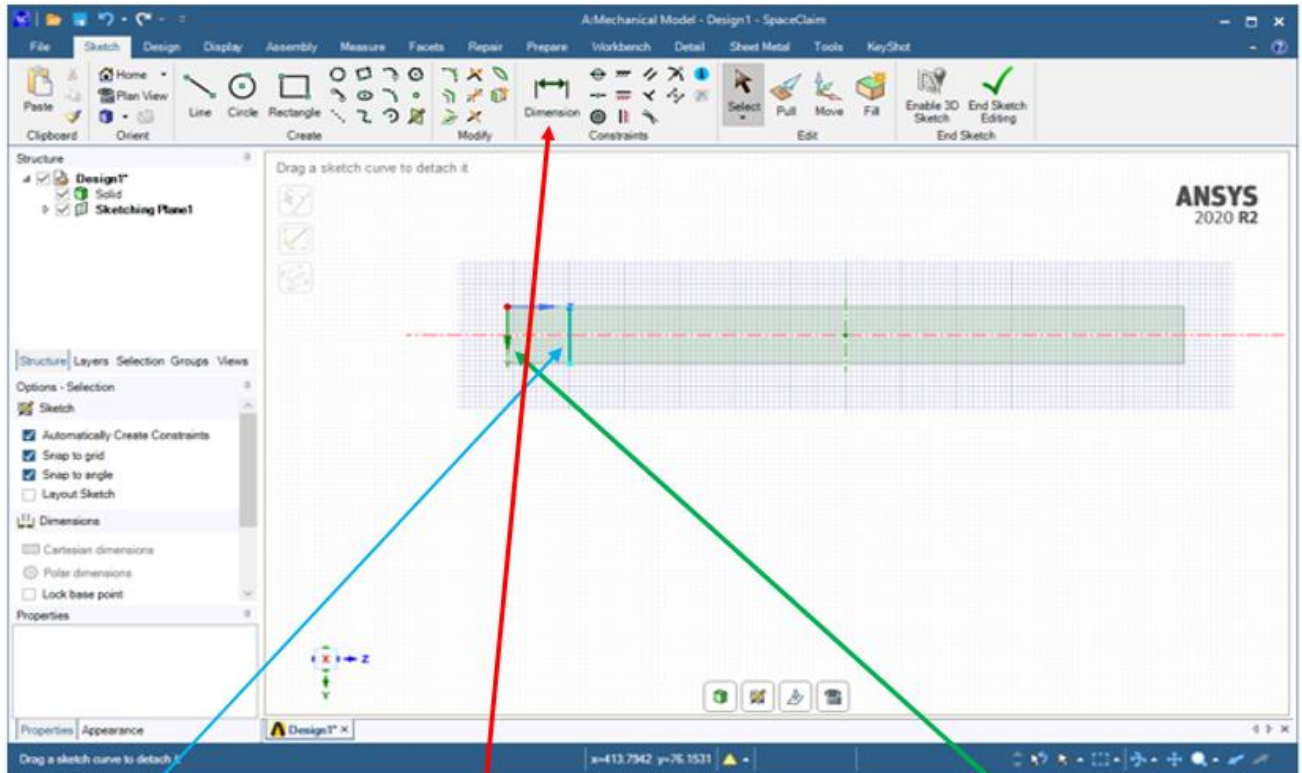 A:Mechanical Model - Design1 - SpaceClaim
File Sketch Design Display Assembly Measure Facets Repair Prepare Workbench Detail Sheet Metal Tools KeyShot
Paste
Home
Plan View
Line Circle Rectangle
Dimension
Select Pull Move Fill
Enable 3D Sketch
End Sketch Editing
Clipboard Orient Create Modify Constraints Edit End Sketch
Structure
Design1*
Solid
Sketching Plane1
Structure Layers Selection Groups Views
Options - Selection
Sketch
Automatically Create Constraints
Snap to grid
Snap to angle
Layout Sketch
Dimensions
Cartesian dimensions
Polar dimensions
Lock base point
Properties
Properties Appearance
Drag a sketch curve to detach it
ANSYS
2020 R2
Z
Y
X Z
Y
Design1*
Drag a sketch curve to detach it
x=413.7942 y=76.1531